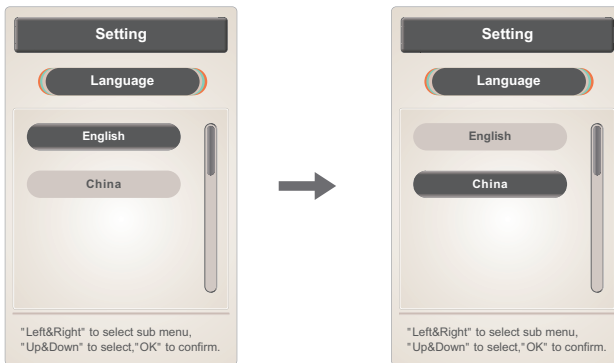 Setting
Language
English
China
"Left&Right" to select sub menu,
"Up&Down" to select,"OK" to confirm.
Setting
Language
English
China
"Left&Right" to select sub menu,
"Up&Down" to select,"OK" to confirm.